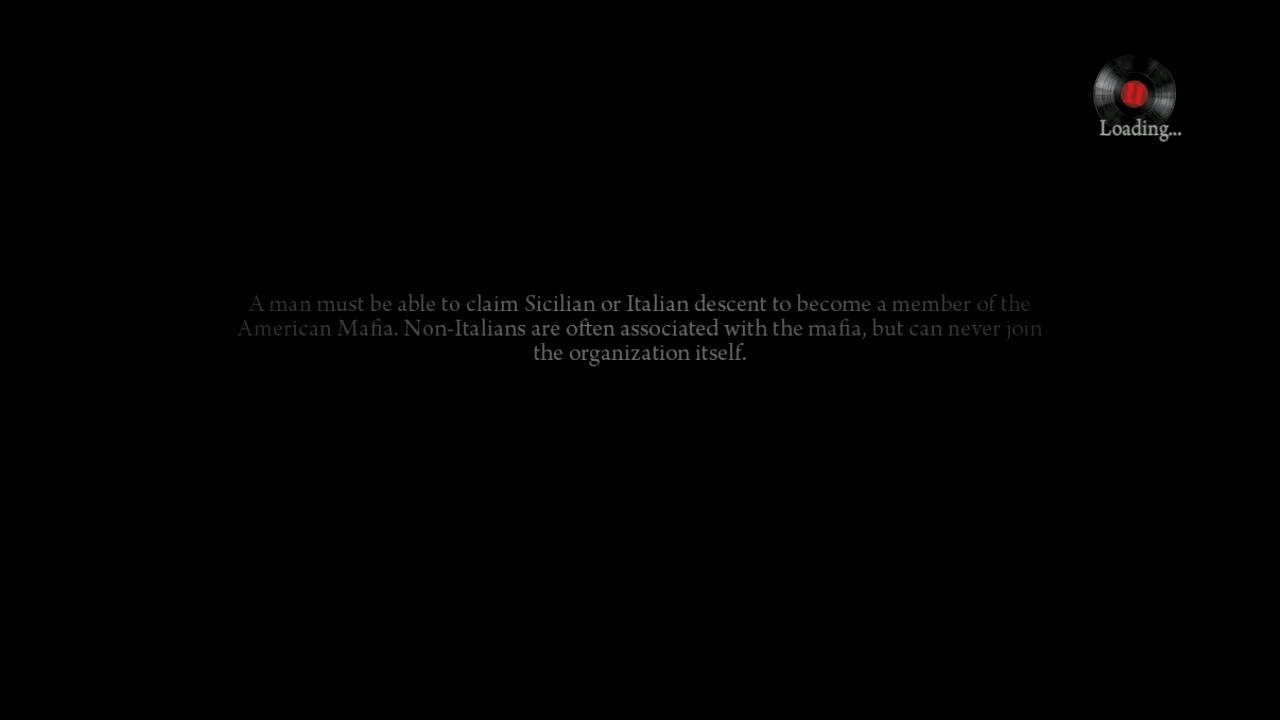 Loading...
A man must be able to claim Sicilian or Italian descent to become a member of the
American Mafia. Non-Italians are often associated with the mafia, but can never join
the organization itself.